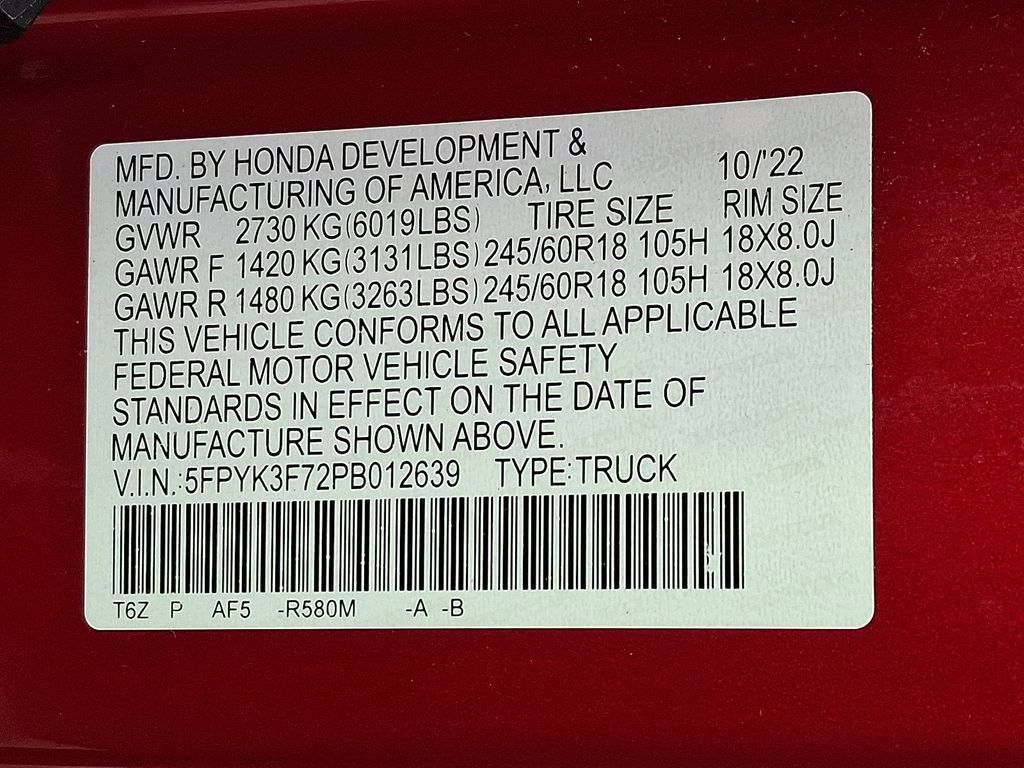 MFD. BY HONDA DEVELOPMENT &
MANUFACTURING OF AMERICA, LLC 10/'22
GVWR 2730 KG(6019LBS) TIRE SIZE RIM SIZE
GAWR F 1420 KG(3131LBS) 245/60R18 105H 18X8.0J
GAWR R 1480 KG(3263LBS) 245/60R18 105H 18X8.0J
THIS VEHICLE CONFORMS TO ALL APPLICABLE
FEDERAL MOTOR VEHICLE SAFETY
STANDARDS IN EFFECT ON THE DATE OF
MANUFACTURE SHOWN ABOVE.
V.I.N.:5FPYK3F72PB012639 TYPE:TRUCK
T6Z P AF5 -R580M -A -B